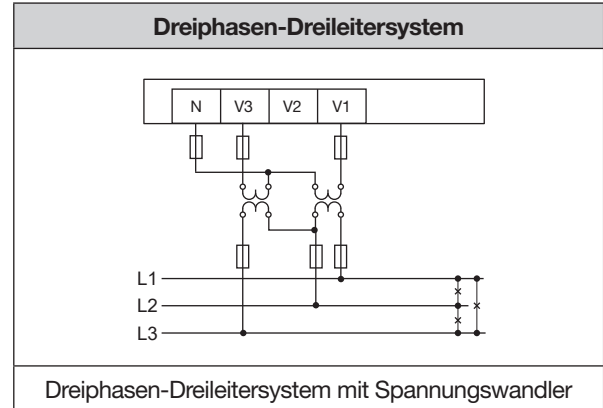 Dreiphasen-Dreileitersystem
N V3 V2 V1
L1
L2
L3
Dreiphasen-Dreileitersystem mit Spannungswandler